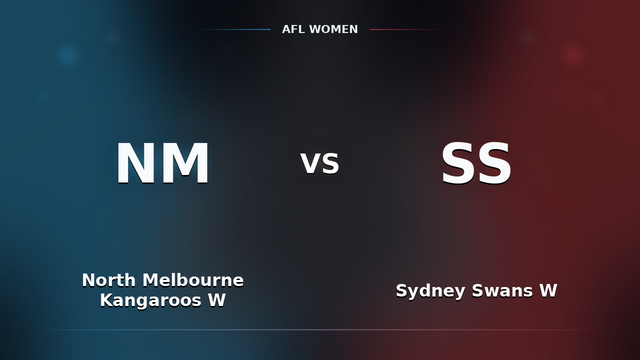 AFL WOMEN
NM
VS
SS
North Melbourne
Kangaroos W
Sydney Swans W